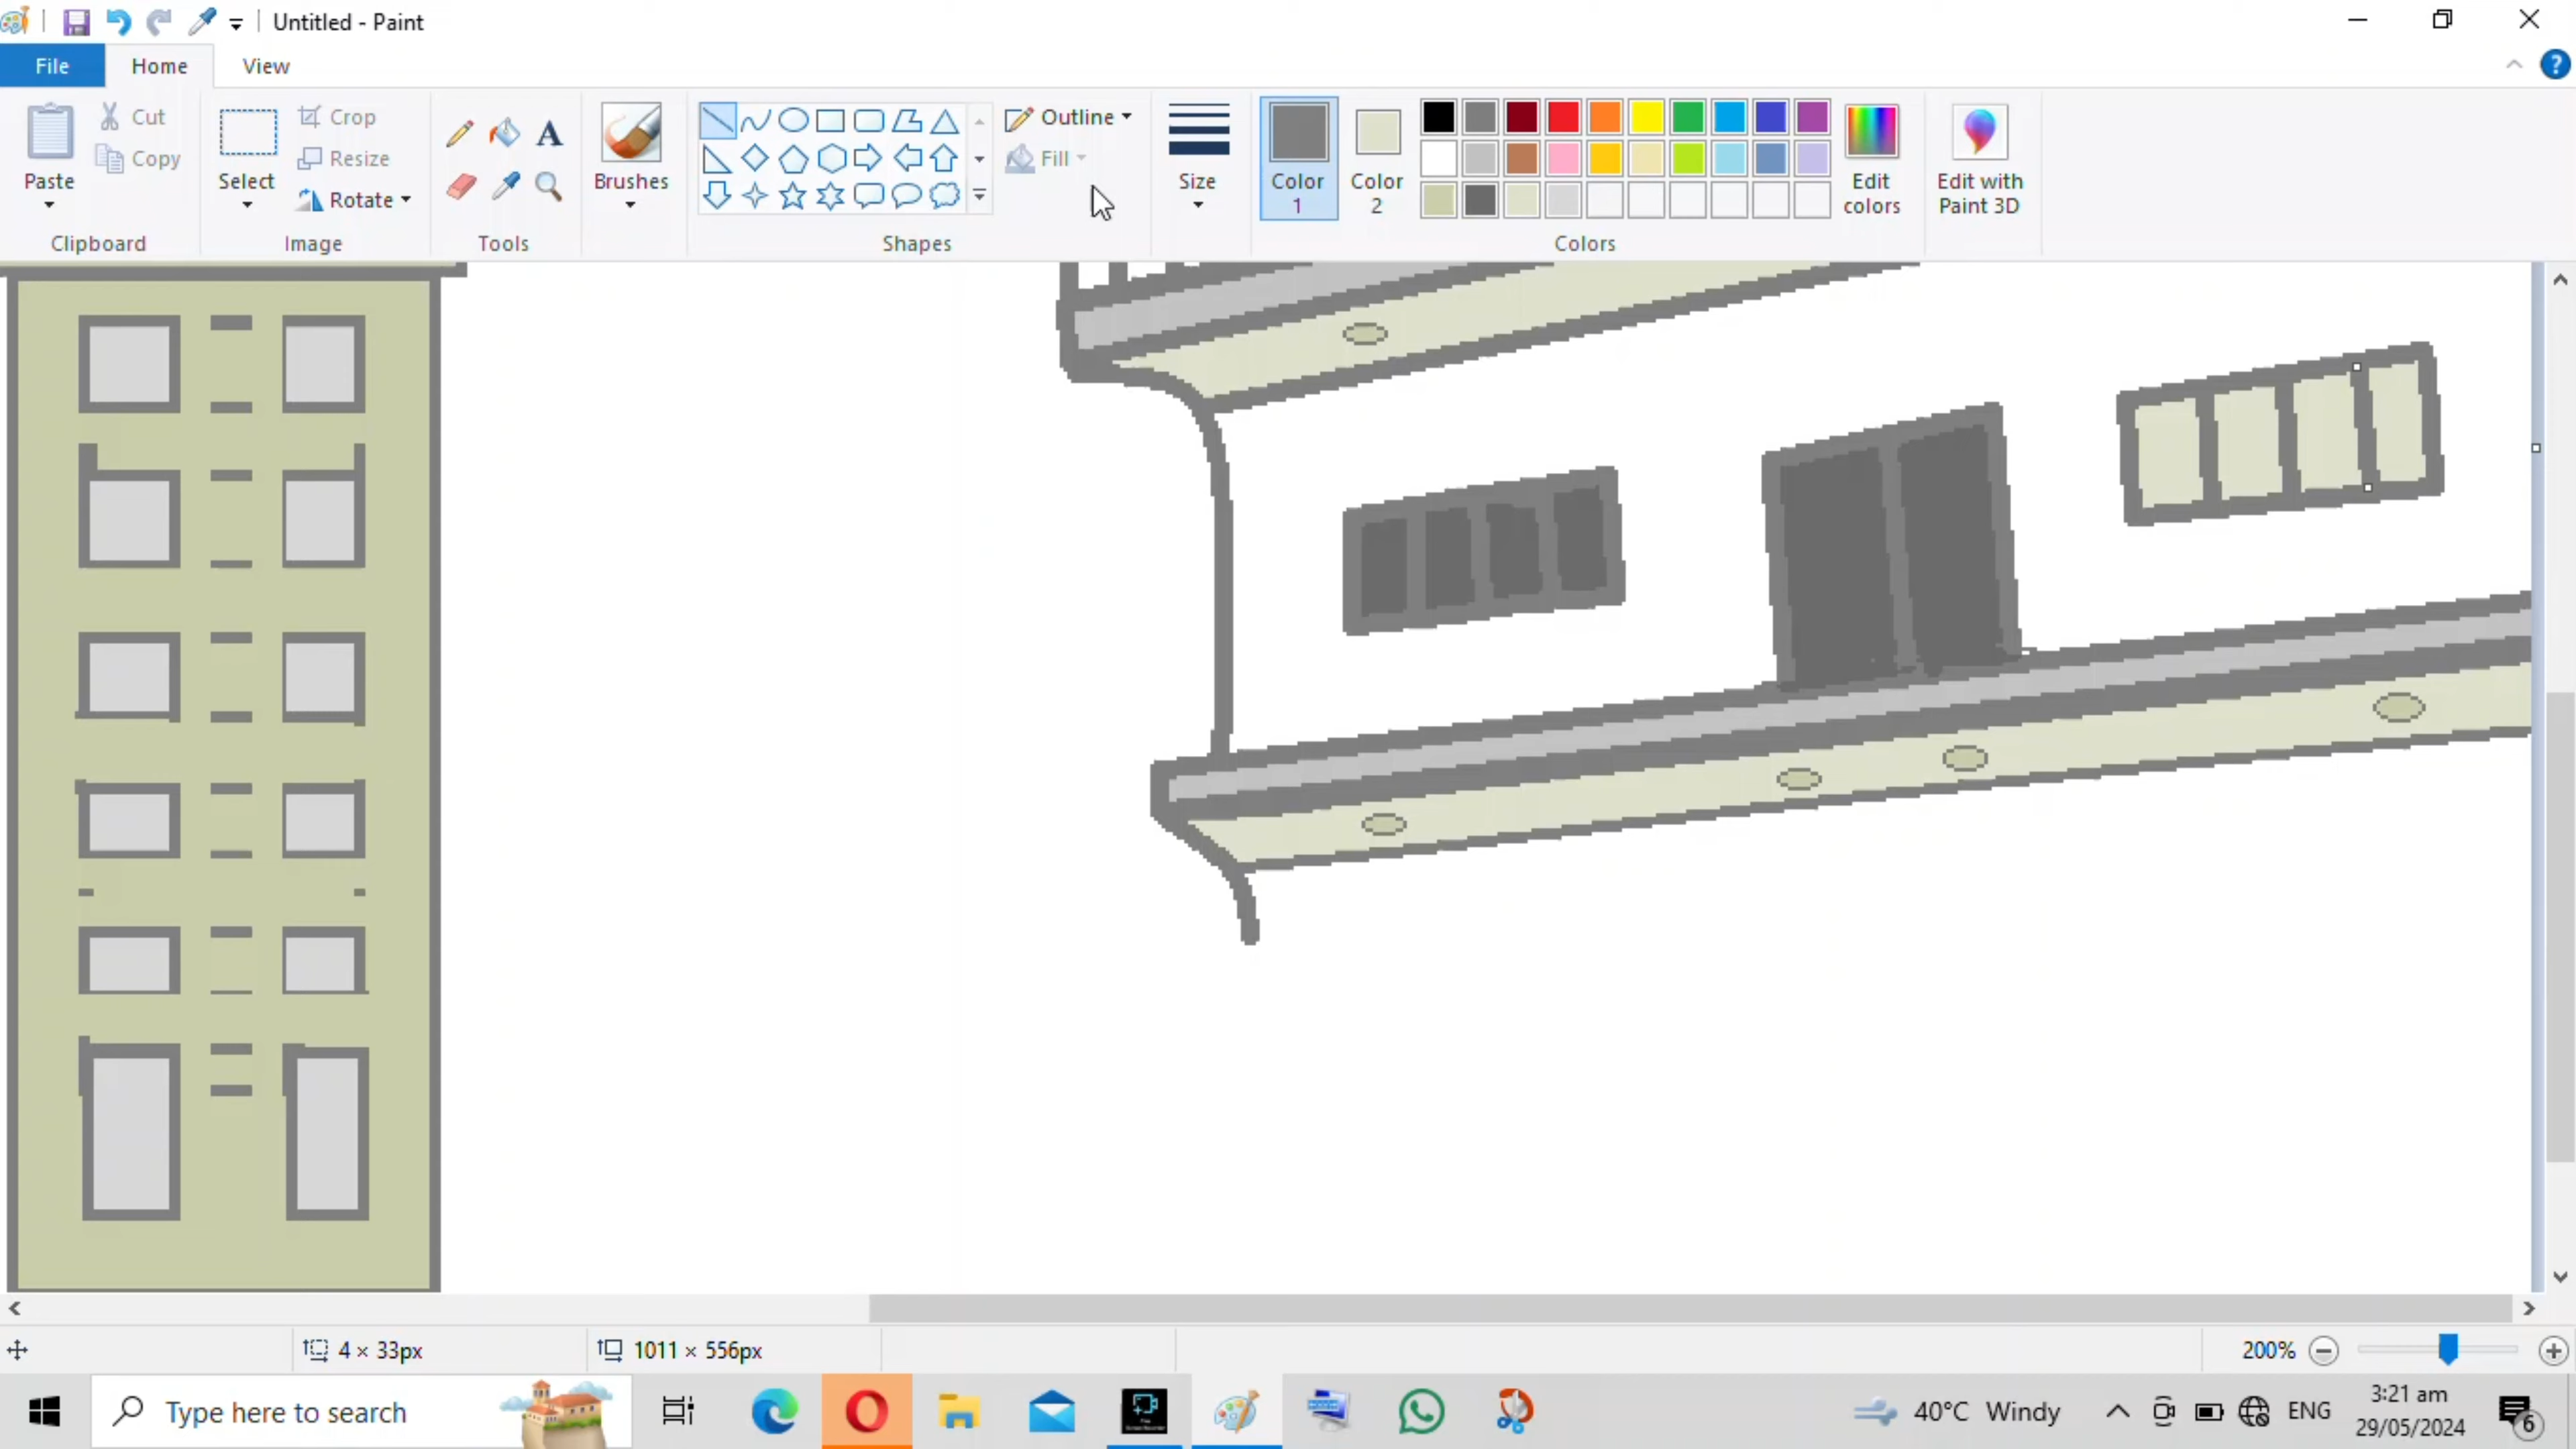 Untitled - Paint
File Home View
Paste Cut Copy Clipboard
Select Crop Resize Rotate Image
A
Tools
Brushes
Outline Fill Shapes
Size
Color 1
Color 2
Edit colors
Colors
Edit with Paint 3D
?
4 × 33px
1011 × 556px
200%
Type here to search
40°C Windy
ENG
3:21 am
29/05/2024
6